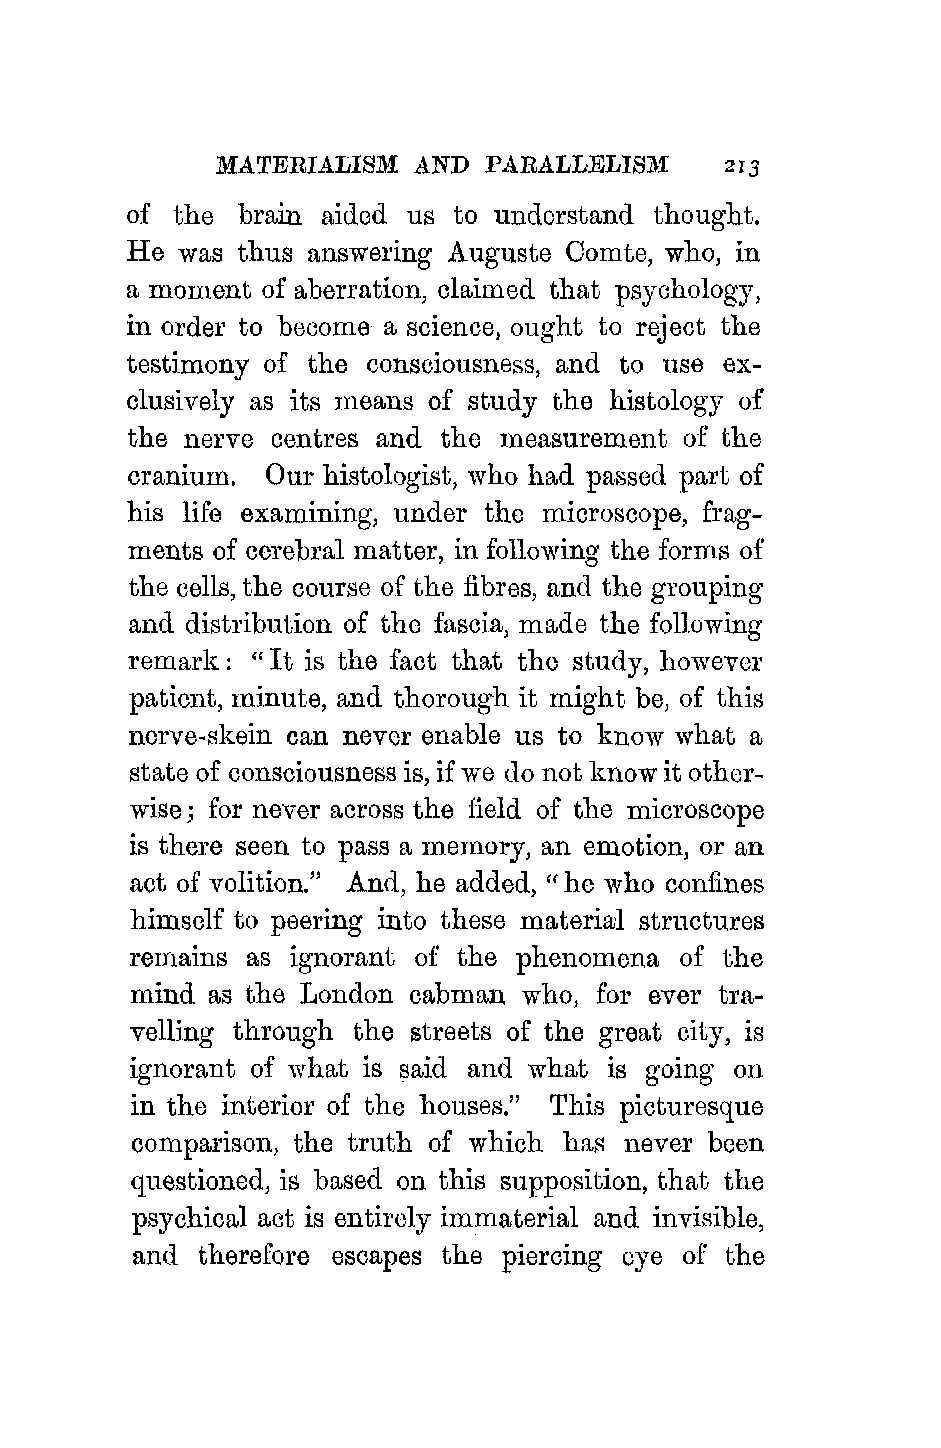 MATERIALISM AND PARALLELISM 213
of the brain aided us to understand thought.
He was thus answering Auguste Comte, who, in
a moment of aberration, claimed that psychology,
in order to become a science, ought to reject the
testimony of the consciousness, and to use ex-
clusively as its means of study the histology of
the nerve centres and the measurement of the
cranium. Our histologist, who had passed part of
his life examining, under the microscope, frag-
ments of cerebral matter, in following the forms of
the cells, the course of the fibres, and the grouping
and distribution of the fascia, made the following
remark: “It is the fact that the study, however
patient, minute, and thorough it might be, of this
nerve-skein can never enable us to know what a
state of consciousness is, if we do not know it other-
wise; for never across the field of the microscope
is there seen to pass a memory, an emotion, or an
act of volition.” And, he added, “he who confines
himself to peering into these material structures
remains as ignorant of the phenomena of the
mind as the London cabman who, for ever tra-
velling through the streets of the great city, is
ignorant of what is said and what is going on
in the interior of the houses.” This picturesque
comparison, the truth of which has never been
questioned, is based on this supposition, that the
psychical act is entirely immaterial and invisible,
and therefore escapes the piercing eye of the